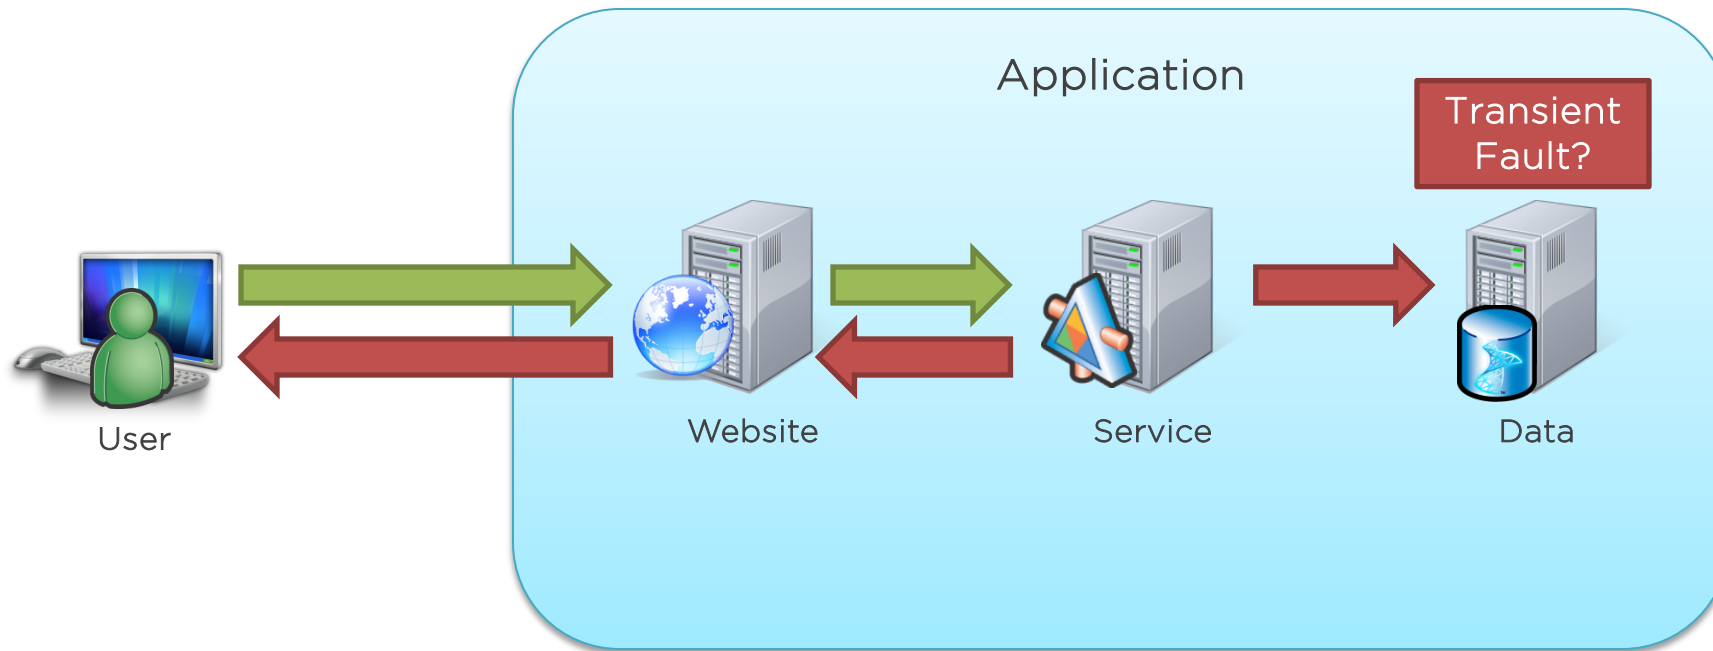 Application
Transient
Fault?
User
Website
Service
Data